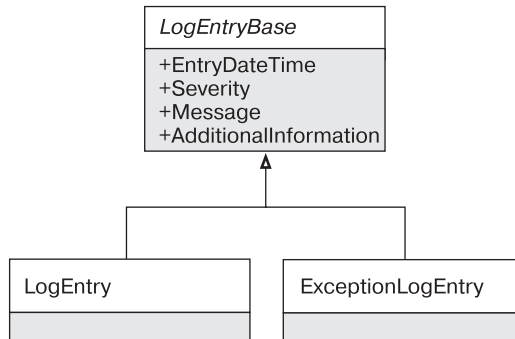 LogEntryBase
+EntryDateTime
+Severity
+Message
+AdditionalInformation
LogEntry
ExceptionLogEntry